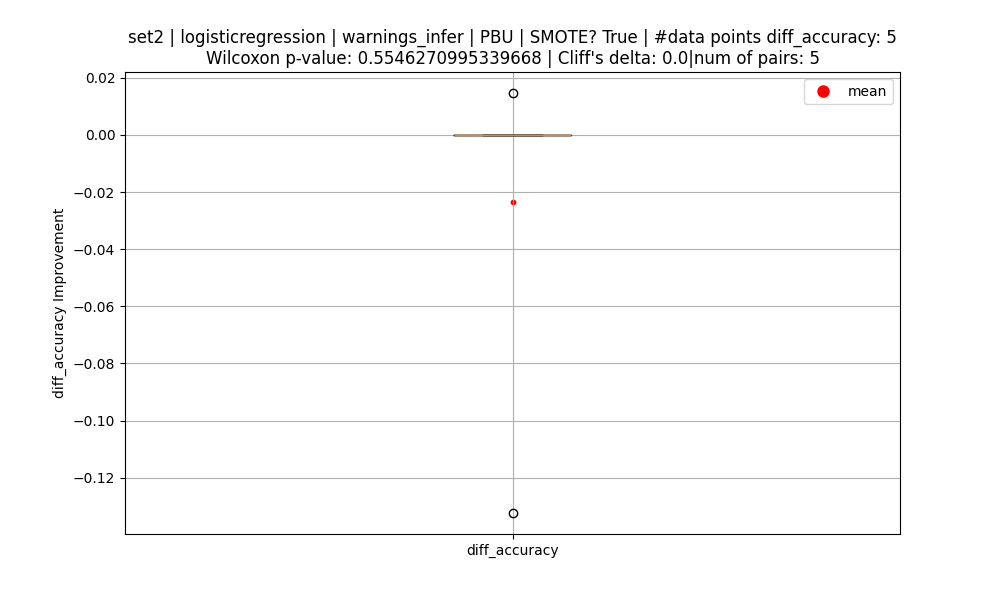 set2 | logisticregression | warnings_infer | PBU | SMOTE? True | #data points diff_accuracy: 5
Wilcoxon p-value: 0.5546270995339668 | Cliff's delta: 0.0|num of pairs: 5
mean
0.02
0.00
−0.02
−0.04
−0.06
−0.08
−0.10
−0.12
diff_accuracy Improvement
diff_accuracy